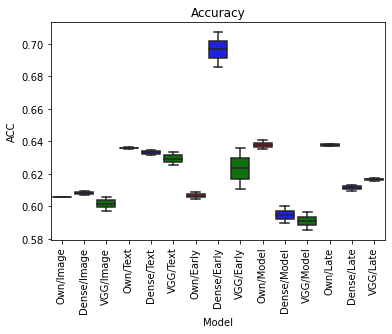 Accuracy
0.70
0.68
0.66
0.64
0.62
0.60
0.58
ACC
Own/Image
Dense/Image
VGG/Image
Own/Text
Dense/Text
VGG/Text
Own/Early
Dense/Early
VGG/Early
Own/Model
Dense/Model
VGG/Model
Own/Late
Dense/Late
VGG/Late
Model